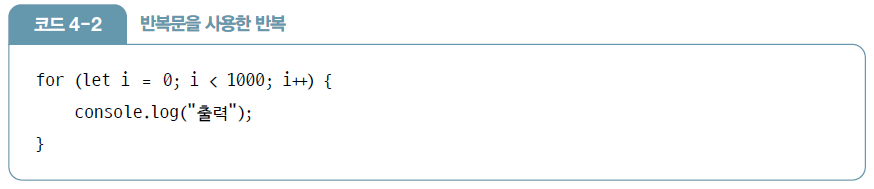 코드 4-2 반복문을 사용한 반복
for (let i = 0; i < 1000; i++) {
    console.log("출력");
}